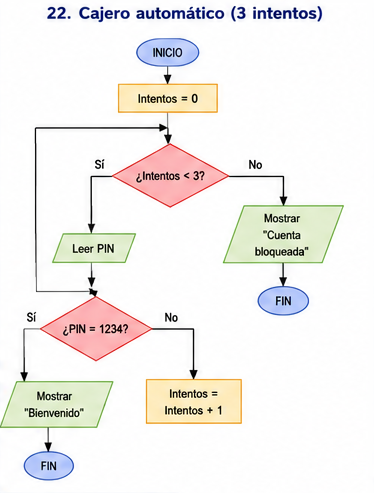 22. Cajero automático (3 intentos)
INICIO
Intentos = 0
¿Intentos < 3?
Sí
No
Leer PIN
Mostrar
"Cuenta
bloqueada"
FIN
¿PIN = 1234?
Sí
No
Mostrar
"Bienvenido"
Intentos =
Intentos + 1
FIN